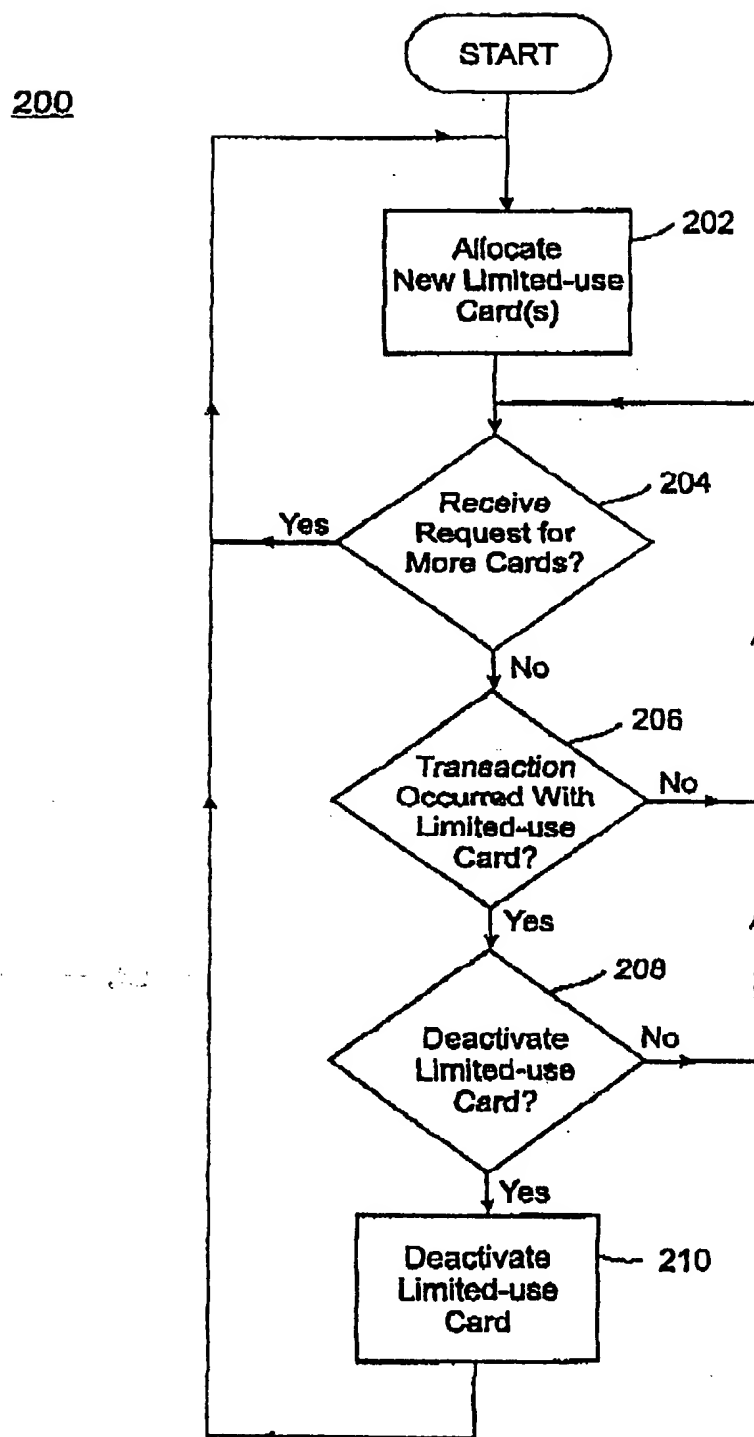 START
200
202
Allocate
New Limited-use
Card(s)
204
Receive
Request for
More Cards?
Yes
No
206
Transaction
Occurred With
Limited-use
Card?
No
Yes
208
Deactivate
Limited-use
Card?
No
Yes
210
Deactivate
Limited-use
Card